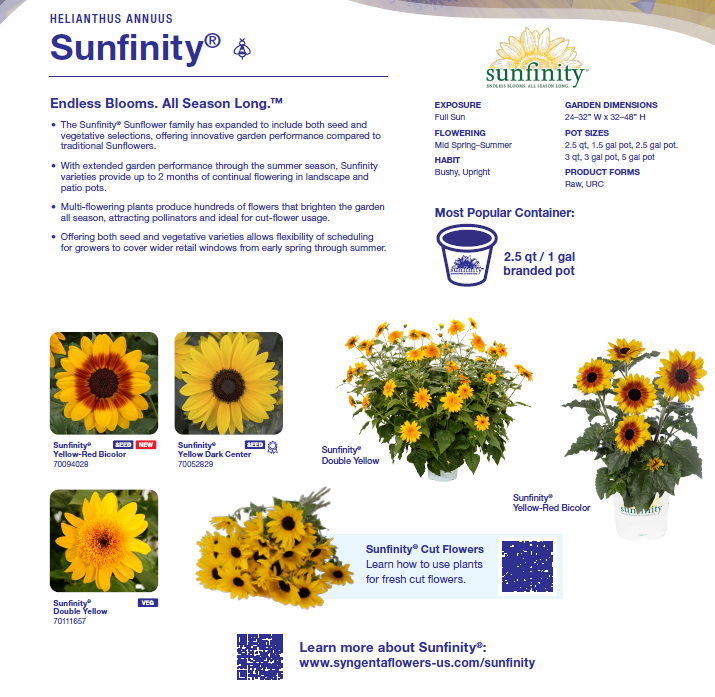 HELIANTHUS ANNUUS
Sunfinity®
sunfinity®
ENDLESS BLOOMS. ALL SEASON LONG.
Endless Blooms. All Season Long.™
• The Sunfinity® Sunflower family has expanded to include both seed and
vegetative selections, offering innovative garden performance compared to
traditional Sunflowers.
• With extended garden performance through the summer season, Sunfinity
varieties provide up to 2 months of continual flowering in landscape and
patio pots.
• Multi-flowering plants produce hundreds of flowers that brighten the garden
all season, attracting pollinators and ideal for cut-flower usage.
• Offering both seed and vegetative varieties allows flexibility of scheduling
for growers to cover wider retail windows from early spring through summer.
EXPOSURE
Full Sun
FLOWERING
Mid Spring–Summer
HABIT
Bushy, Upright
GARDEN DIMENSIONS
24–32" W x 32–48" H
POT SIZES
2.5 qt, 1.5 gal pot, 2.5 gal pot.
3 qt, 3 gal pot, 5 gal pot
PRODUCT FORMS
Raw, URC
Most Popular Container:
sunfinity
2.5 qt / 1 gal
branded pot
Sunfinity®
Yellow-Red Bicolor
70094028
SEED NEW
Sunfinity®
Yellow Dark Center
70052829
SEED
Sunfinity®
Double Yellow
Sunfinity®
Yellow-Red Bicolor
sunfinity
Sunfinity®
Double Yellow
70111657
VEG
Sunfinity® Cut Flowers
Learn how to use plants
for fresh cut flowers.
Learn more about Sunfinity®:
www.syngentaflowers-us.com/sunfinity